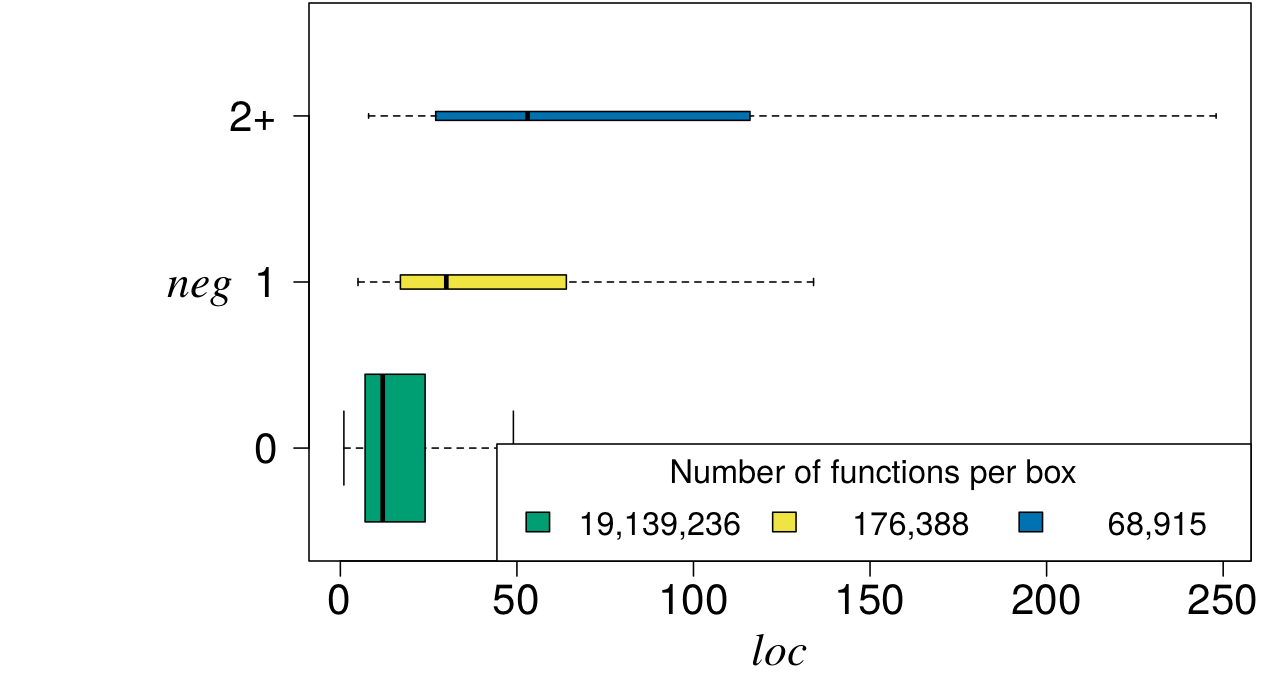 2+
neg 1
0
Number of functions per box
19,139,236 176,388 68,915
0 50 100 150 200 250
loc